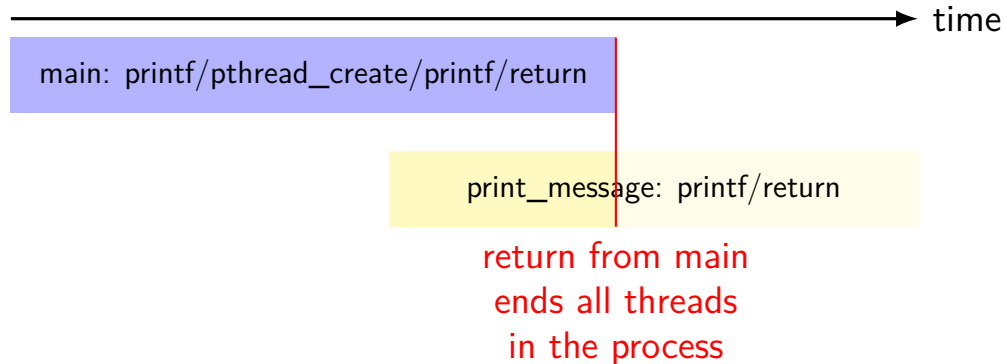 time
main: printf/pthread_create/printf/return
print_message: printf/return
return from main
ends all threads
in the process